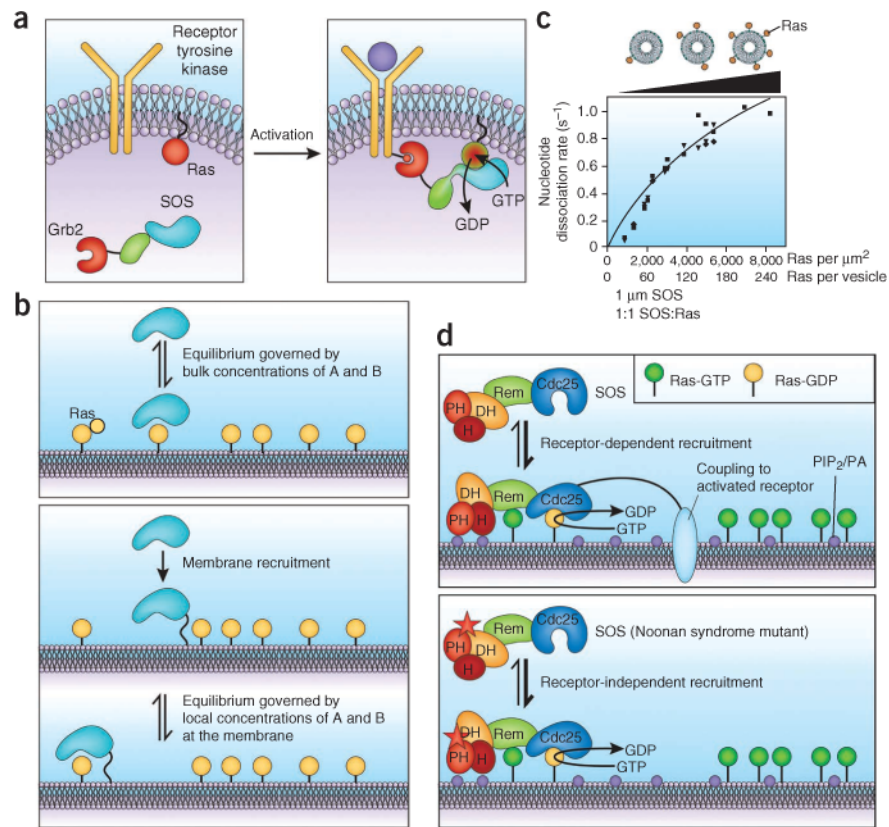 a
Receptor
tyrosine
kinase
Ras
SOS
Grb2
Activation
GTP
GDP
c
Ras
Nucleotide
dissociation rate (s⁻¹)
1.0
0.8
0.6
0.4
0.2
0
0 2,000 4,000 6,000 8,000 Ras per μm²
0 60 120 180 240 Ras per vesicle
1 μm SOS
1:1 SOS:Ras
b
Equilibrium governed by
bulk concentrations of A and B
Ras
Membrane recruitment
Equilibrium governed by
local concentrations of A and B
at the membrane
d
PH
DH
H
Rem
Cdc25
SOS
Ras-GTP
Ras-GDP
Receptor-dependent recruitment
Coupling to
activated receptor
PIP₂/PA
DH
PH
H
Rem
Cdc25
GDP
GTP
PH
DH
H
Rem
Cdc25
SOS (Noonan syndrome mutant)
Receptor-independent recruitment
DH
PH
H
Rem
Cdc25
GDP
GTP